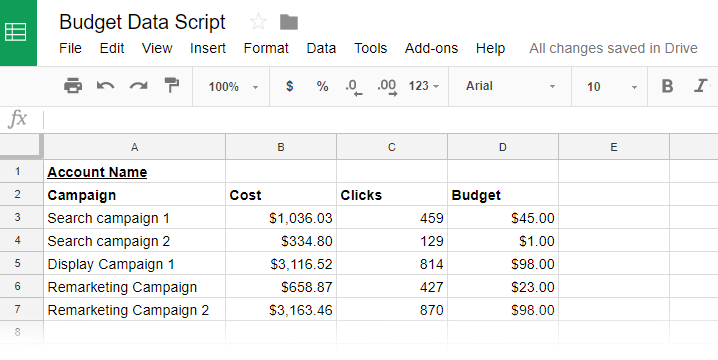 Budget Data Script
File Edit View Insert Format Data Tools Add-ons Help All changes saved in Drive
100% $ % .0 .00 123 Arial 10 B I
fx
A B C D E
1 Account Name
2 Campaign Cost Clicks Budget
3 Search campaign 1 $1,036.03 459 $45.00
4 Search campaign 2 $334.80 129 $1.00
5 Display Campaign 1 $3,116.52 814 $98.00
6 Remarketing Campaign $658.87 427 $23.00
7 Remarketing Campaign 2 $3,163.46 870 $98.00
8